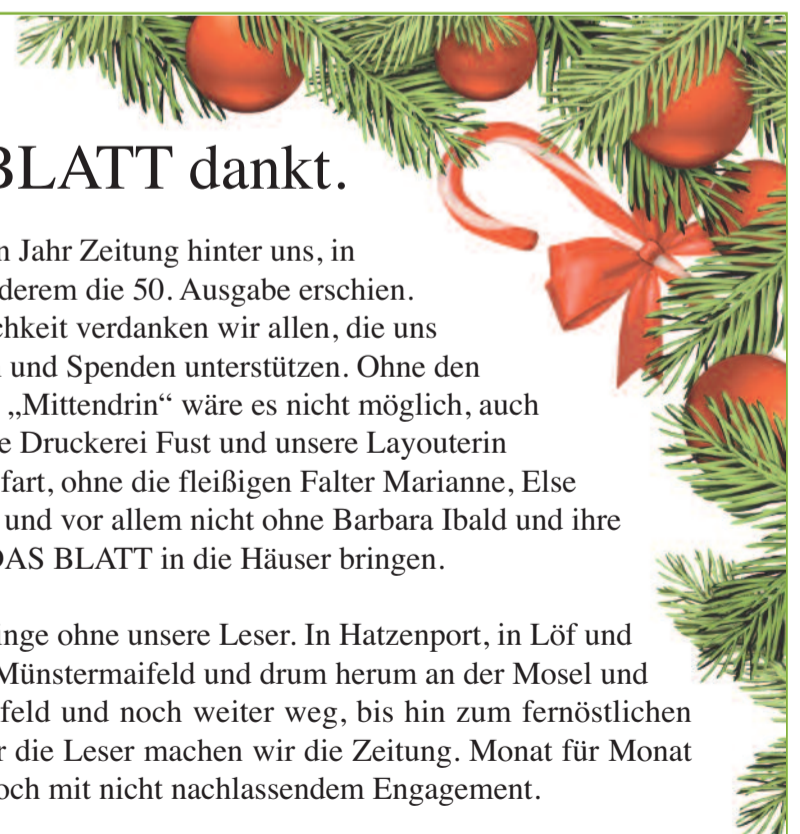 BLATT dankt.
n Jahr Zeitung hinter uns, in
derem die 50. Ausgabe erschien.
chkeit verdanken wir allen, die uns
und Spenden unterstützen. Ohne den
„Mittendrin“ wäre es nicht möglich, auch
e Druckerei Fust und unsere Layouterin
fart, ohne die fleißigen Falter Marianne, Else
und vor allem nicht ohne Barbara Ibald und ihre
DAS BLATT in die Häuser bringen.
inge ohne unsere Leser. In Hatzenport, in Löf und
Münstermaifeld und drum herum an der Mosel und
feld und noch weiter weg, bis hin zum fernöstlichen
r die Leser machen wir die Zeitung. Monat für Monat
och mit nicht nachlassendem Engagement.